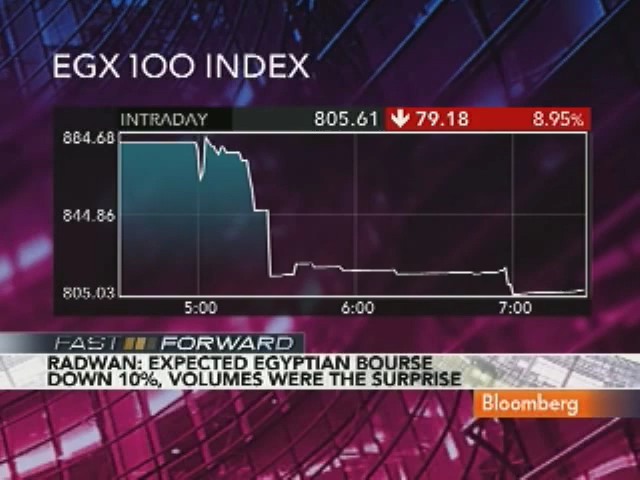 EGX 100 INDEX
INTRADAY 805.61 79.18 8.95%
884.68
844.86
805.03
5:00 6:00 7:00
FAST FORWARD
RADWAN: EXPECTED EGYPTIAN BOURSE
DOWN 10%, VOLUMES WERE THE SURPRISE
Bloomberg